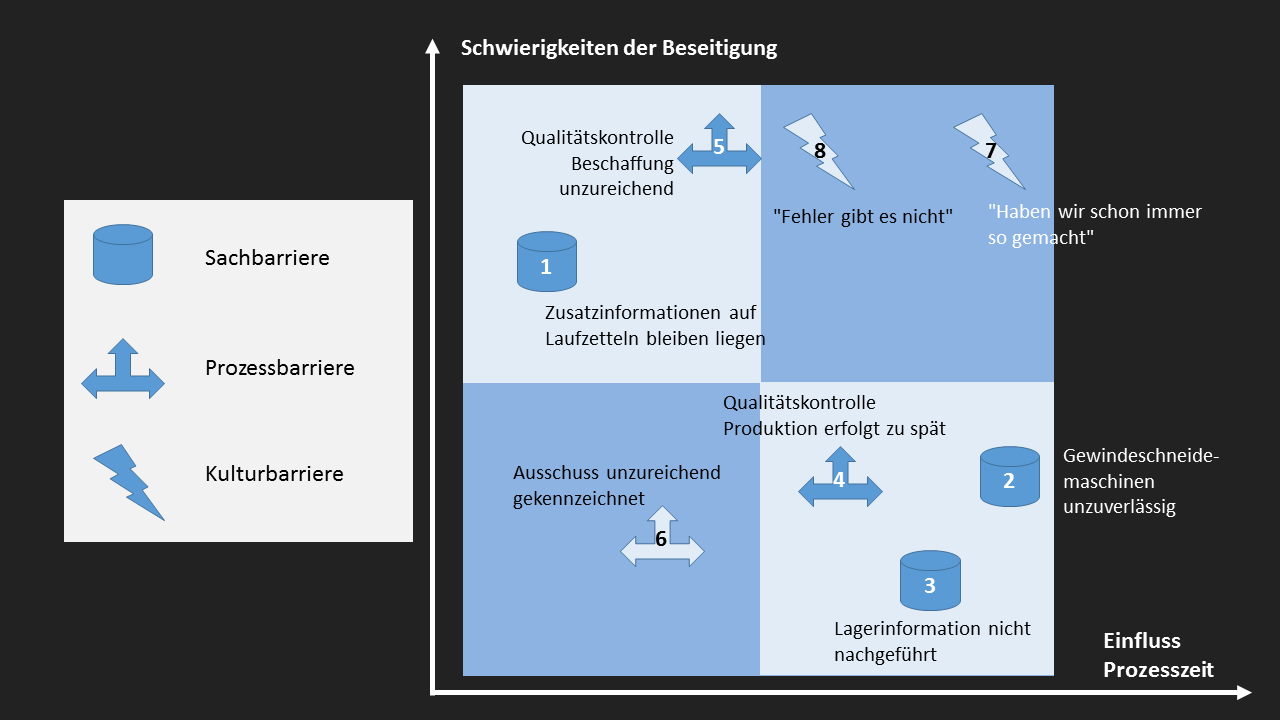 Schwierigkeiten der Beseitigung
Sachbarriere
Prozessbarriere
Kulturbarriere
Qualitätskontrolle
Beschaffung
unzureichend
5
8
"Fehler gibt es nicht"
7
"Haben wir schon immer
so gemacht"
1
Zusatzinformationen auf
Laufzetteln bleiben liegen
Qualitätskontrolle
Produktion erfolgt zu spät
4
2
Gewindeschneide-
maschinen
unzuverlässig
Ausschuss unzureichend
gekennzeichnet
6
3
Lagerinformation nicht
nachgeführt
Einfluss
Prozesszeit